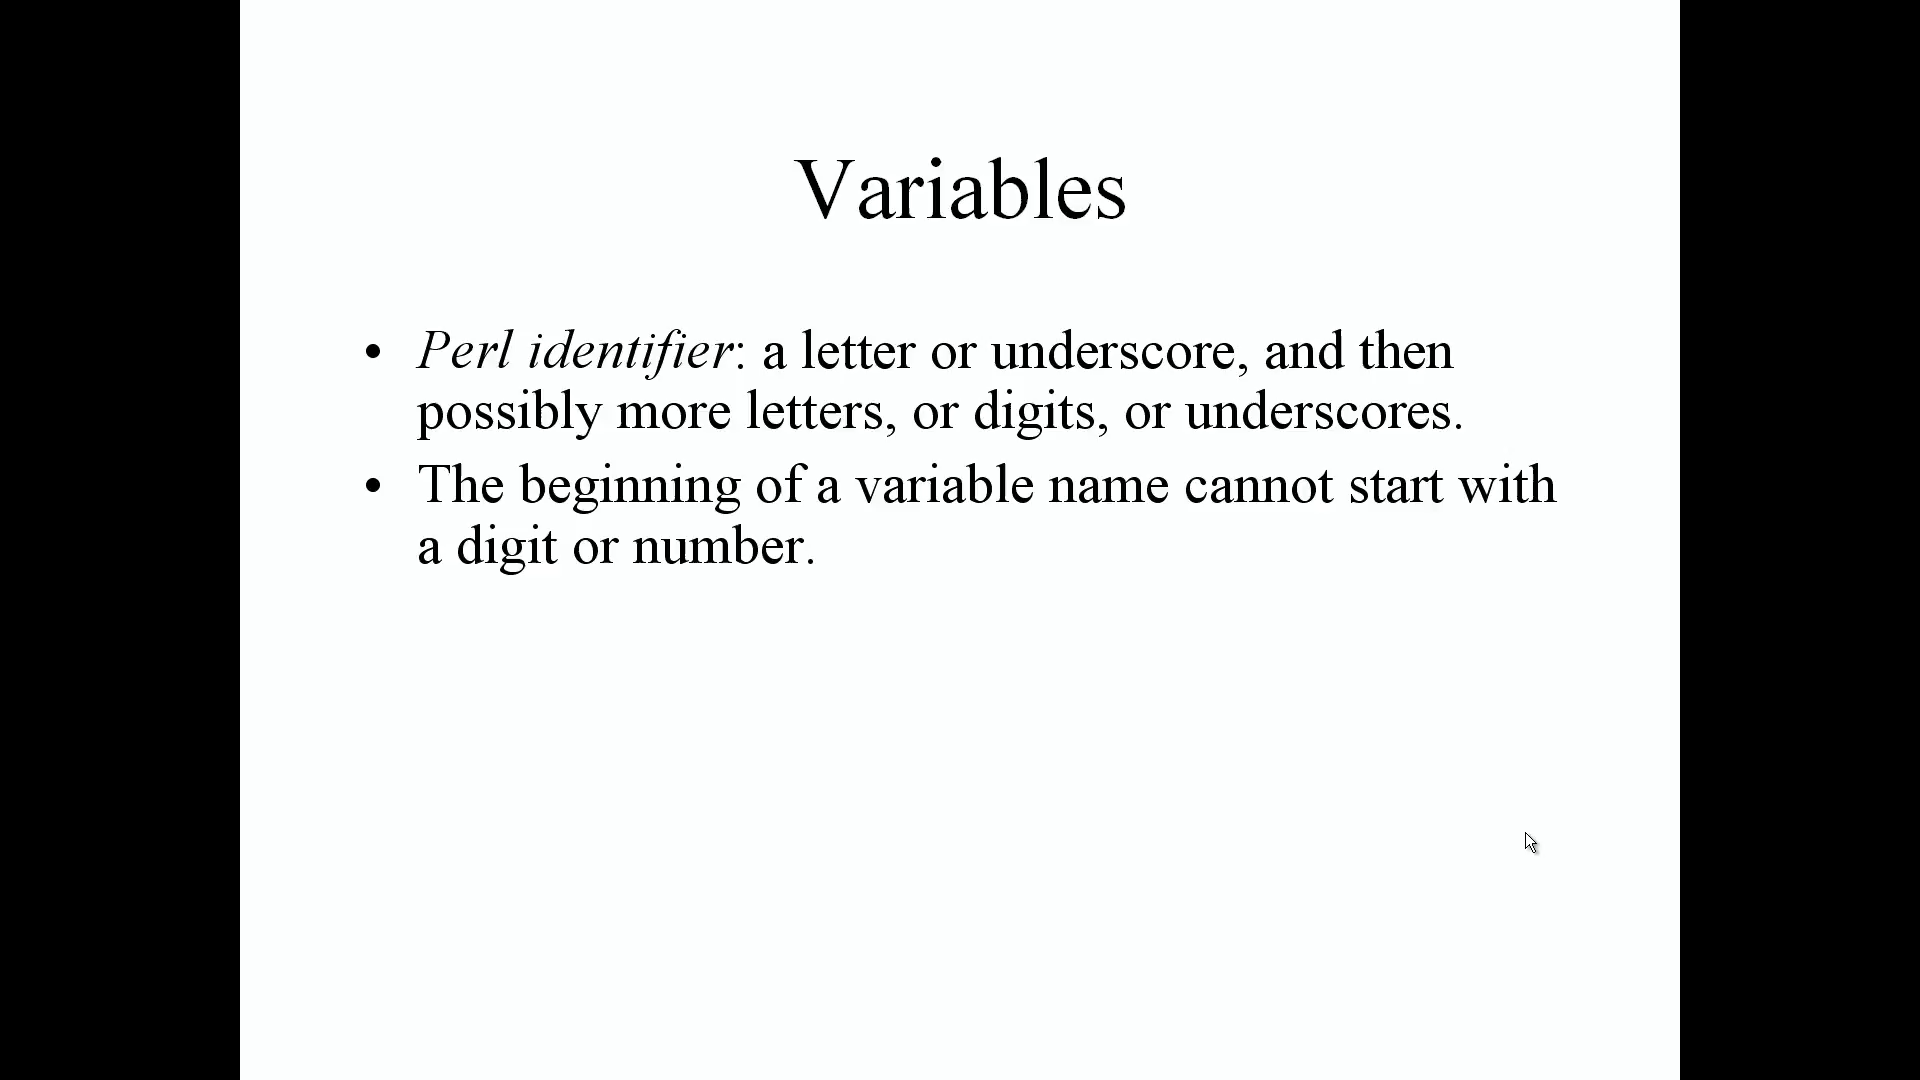 Variables
• Perl identifier: a letter or underscore, and then
possibly more letters, or digits, or underscores.
• The beginning of a variable name cannot start with
a digit or number.